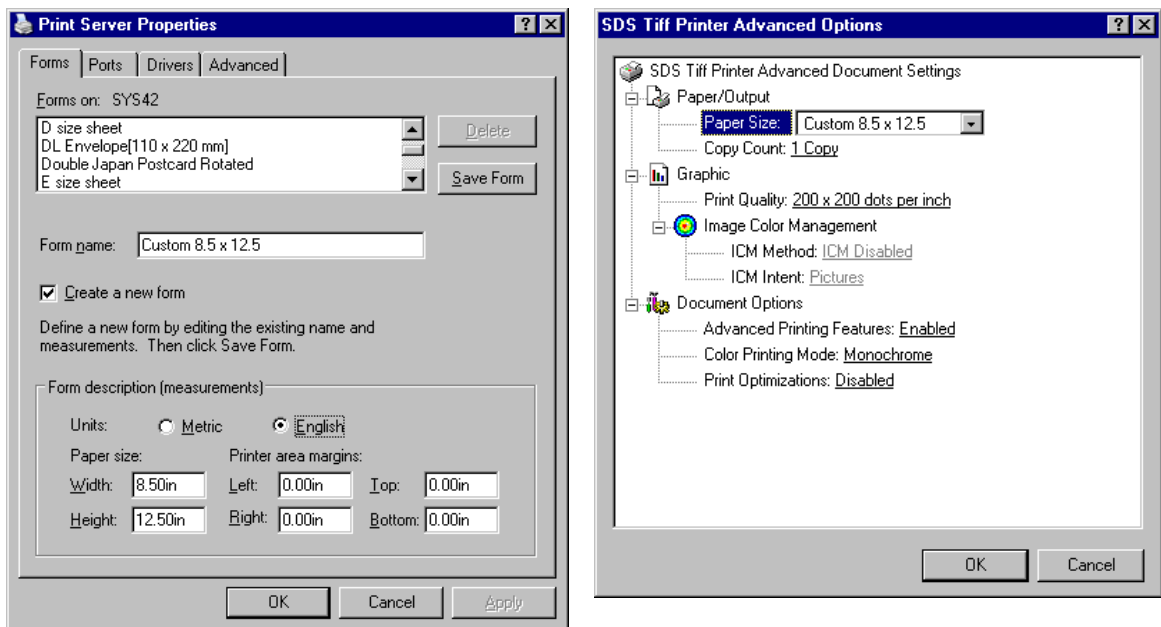 Print Server Properties
Forms Ports Drivers Advanced
Forms on: SYS42
D size sheet
DL Envelope[110 x 220 mm]
Double Japan Postcard Rotated
E size sheet
Delete
Save Form
Form name: Custom 8.5 x 12.5
Create a new form
Define a new form by editing the existing name and
measurements. Then click Save Form.
Form description (measurements)
Units: Metric English
Paper size: Printer area margins:
Width: 8.50in Left: 0.00in Top: 0.00in
Height: 12.50in Right: 0.00in Bottom: 0.00in
OK Cancel Apply
SDS Tiff Printer Advanced Options
SDS Tiff Printer Advanced Document Settings
Paper/Output
Paper Size: Custom 8.5 x 12.5
Copy Count: 1 Copy
Graphic
Print Quality: 200 x 200 dots per inch
Image Color Management
ICM Method: ICM Disabled
ICM Intent: Pictures
Document Options
Advanced Printing Features: Enabled
Color Printing Mode: Monochrome
Print Optimizations: Disabled
OK Cancel